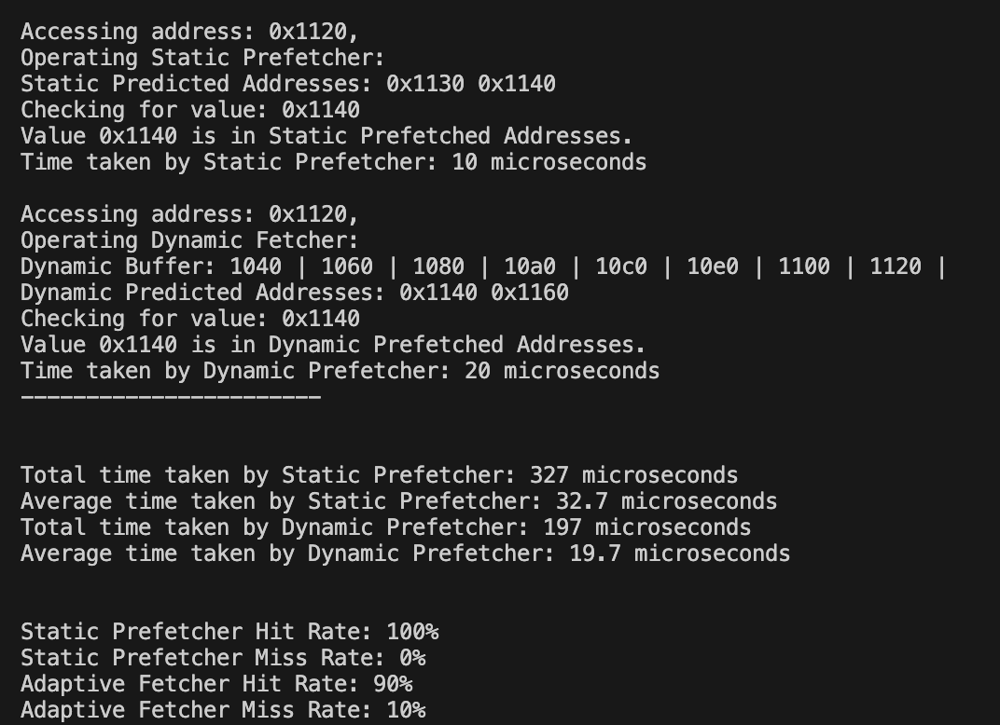 Accessing address: 0x1120,
Operating Static Prefetcher:
Static Predicted Addresses: 0x1130 0x1140
Checking for value: 0x1140
Value 0x1140 is in Static Prefetched Addresses.
Time taken by Static Prefetcher: 10 microseconds
Accessing address: 0x1120,
Operating Dynamic Fetcher:
Dynamic Buffer: 1040 | 1060 | 1080 | 10a0 | 10c0 | 10e0 | 1100 | 1120 |
Dynamic Predicted Addresses: 0x1140 0x1160
Checking for value: 0x1140
Value 0x1140 is in Dynamic Prefetched Addresses.
Time taken by Dynamic Prefetcher: 20 microseconds
-----------------------
Total time taken by Static Prefetcher: 327 microseconds
Average time taken by Static Prefetcher: 32.7 microseconds
Total time taken by Dynamic Prefetcher: 197 microseconds
Average time taken by Dynamic Prefetcher: 19.7 microseconds
Static Prefetcher Hit Rate: 100%
Static Prefetcher Miss Rate: 0%
Adaptive Fetcher Hit Rate: 90%
Adaptive Fetcher Miss Rate: 10%